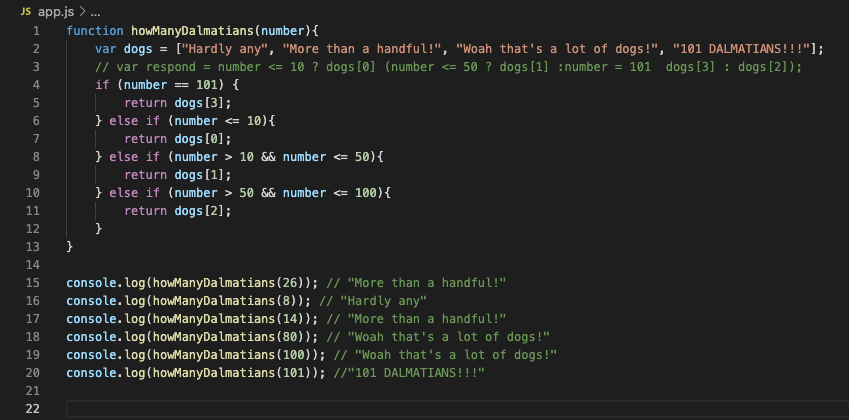 JS app.js > ...
1 function howManyDalmatians(number){
2 var dogs = ["Hardly any", "More than a handful!", "Woah that's a lot of dogs!", "101 DALMATIANS!!!"];
3 // var respond = number <= 10 ? dogs[0] (number <= 50 ? dogs[1] :number = 101  dogs[3] : dogs[2]);
4 if (number == 101) {
5 return dogs[3];
6 } else if (number <= 10){
7 return dogs[0];
8 } else if (number > 10 && number <= 50){
9 return dogs[1];
10 } else if (number > 50 && number <= 100){
11 return dogs[2];
12 }
13 }
14
15 console.log(howManyDalmatians(26)); // "More than a handful!"
16 console.log(howManyDalmatians(8)); // "Hardly any"
17 console.log(howManyDalmatians(14)); // "More than a handful!"
18 console.log(howManyDalmatians(80)); // "Woah that's a lot of dogs!"
19 console.log(howManyDalmatians(100)); // "Woah that's a lot of dogs!"
20 console.log(howManyDalmatians(101)); //"101 DALMATIANS!!!"
21
22